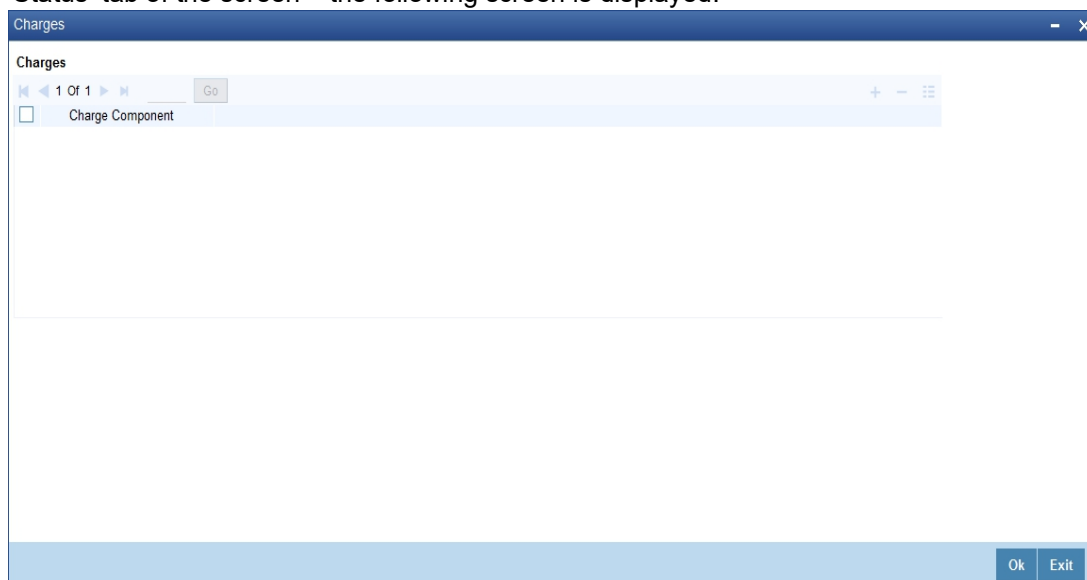 Status' tab of the screen – the following screen is displayed:
Charges
Charges
1 Of 1 Go
Charge Component
Ok Exit